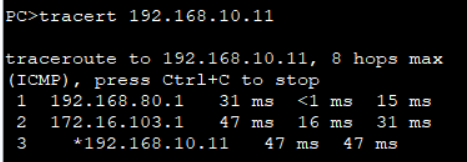 PC>tracert 192.168.10.11
traceroute to 192.168.10.11, 8 hops max
(ICMP), press Ctrl+C to stop
1 192.168.80.1 31 ms <1 ms 15 ms
2 172.16.103.1 47 ms 16 ms 31 ms
3 *192.168.10.11 47 ms 47 ms